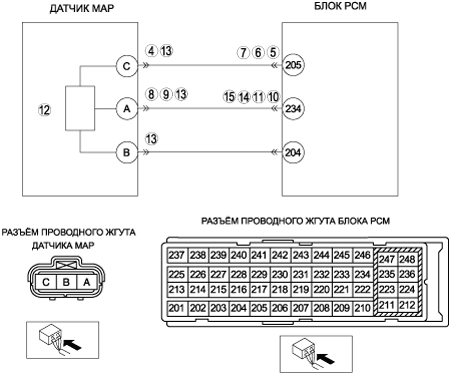 ДАТЧИК MAP
БЛОК PCM
C
4 13
7 6 5
205
12
A
8 9 13
15 14 11 10
234
B
13
204
РАЗЪЁМ ПРОВОДНОГО ЖГУТА
ДАТЧИКА MAP
C B A
РАЗЪЁМ ПРОВОДНОГО ЖГУТА БЛОКА PCM
237 238 239 240 241 242 243 244 245 246 247 248
225 226 227 228 229 230 231 232 233 234 235 236
213 214 215 216 217 218 219 220 221 222 223 224
201 202 203 204 205 206 207 208 209 210 211 212